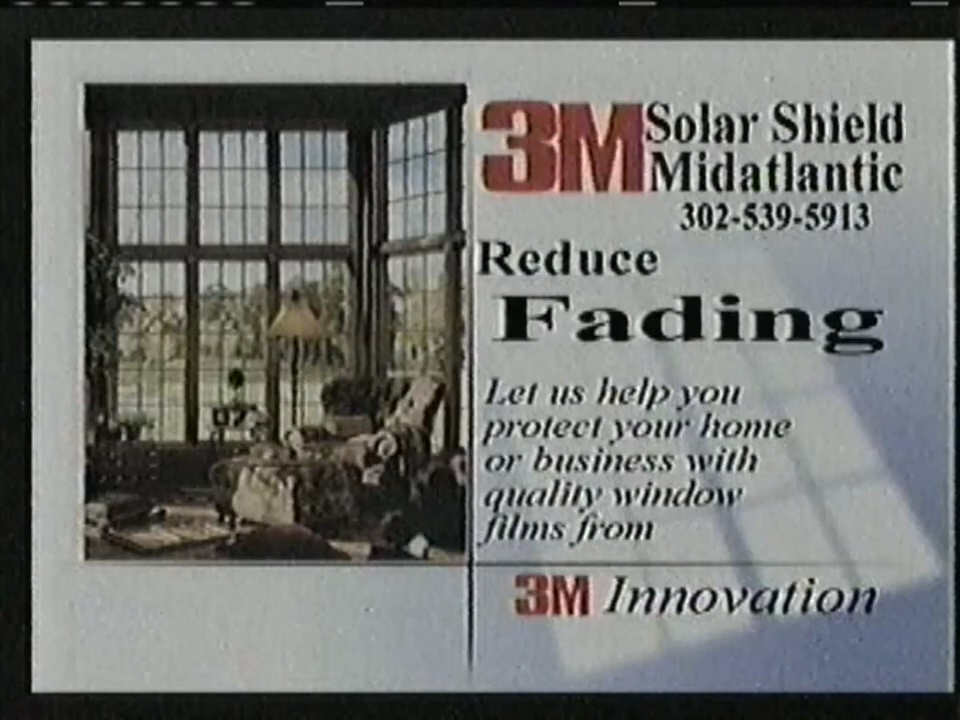 3M Solar Shield
Midatlantic
302-539-5913
Reduce
Fading
Let us help you
protect your home
or business with
quality window
films from
3M Innovation